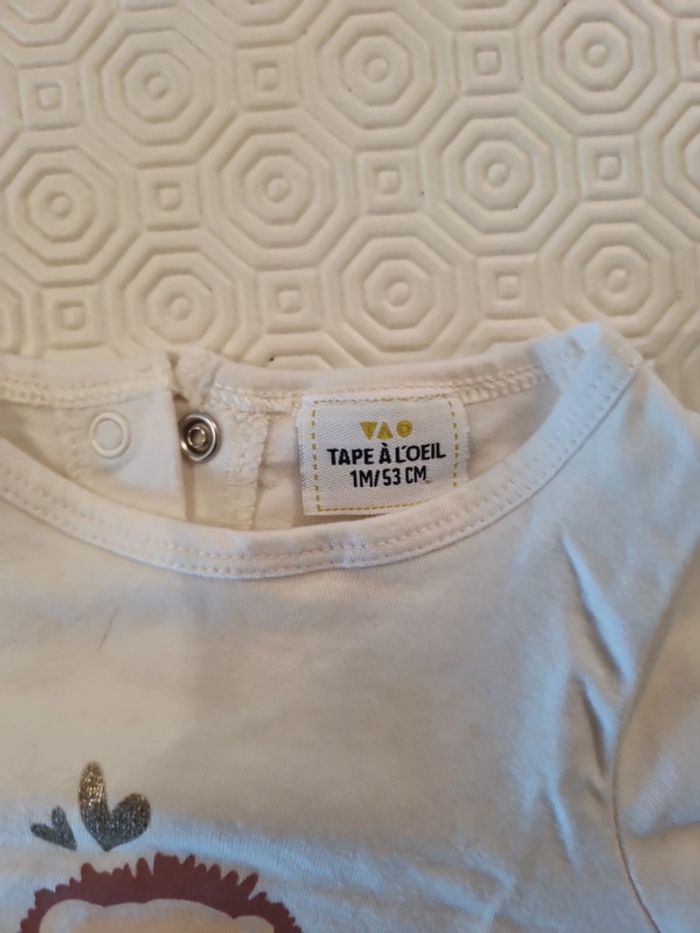 TAPE À L'OEIL
1M/53 CM